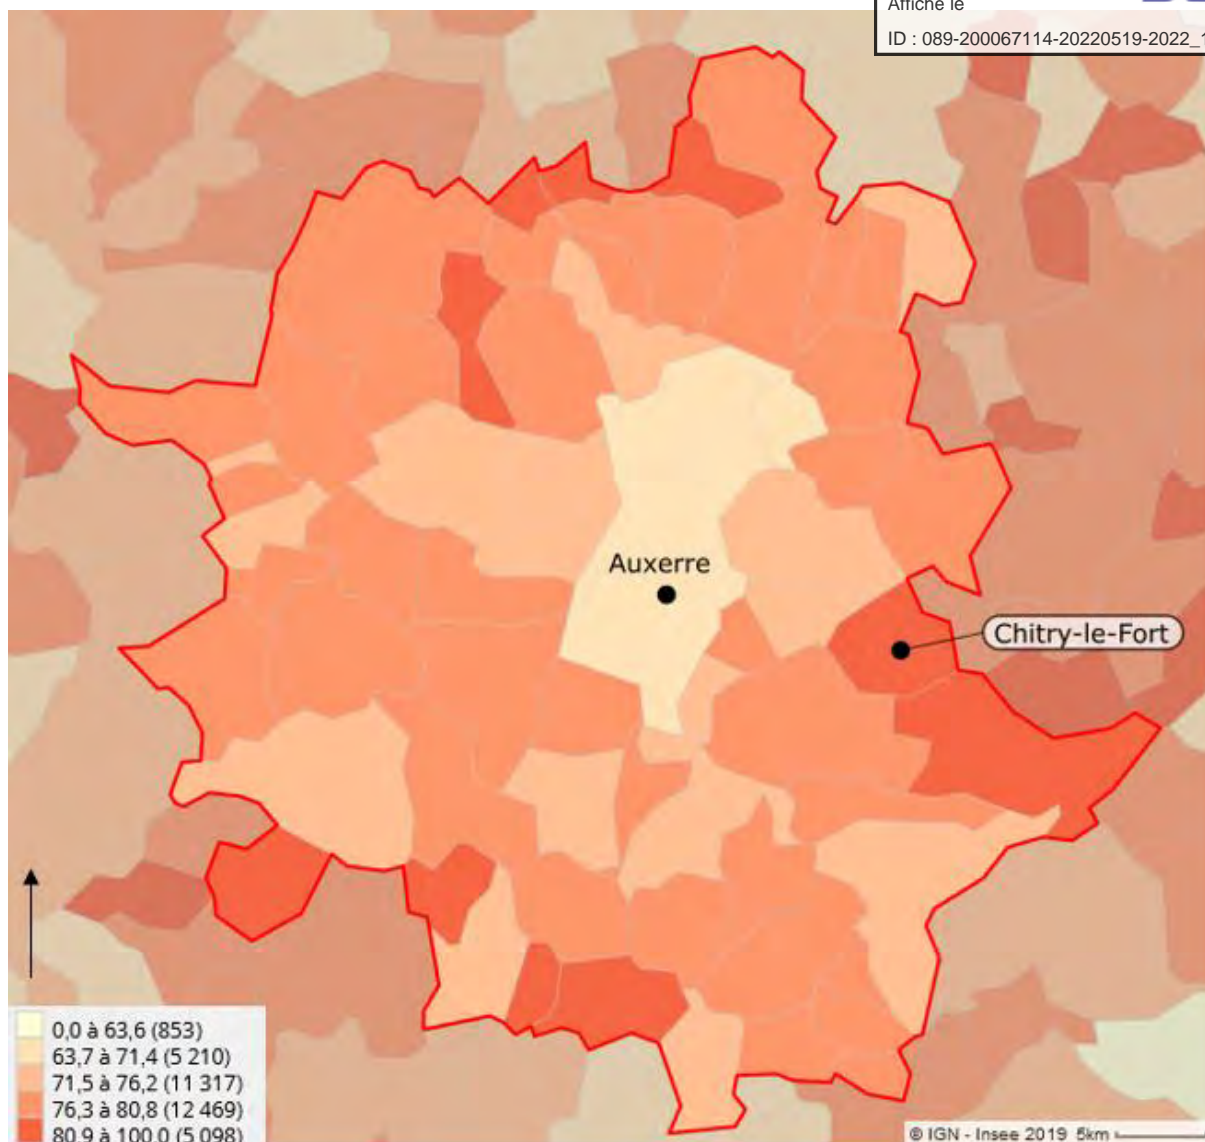 Affiché le
ID : 089-200067114-20220519-2022_1
Auxerre
Chitry-le-Fort
0,0 à 63,6 (853)
63,7 à 71,4 (5 210)
71,5 à 76,2 (11 317)
76,3 à 80,8 (12 469)
80,9 à 100,0 (5 098)
© IGN - Insee 2019 5km